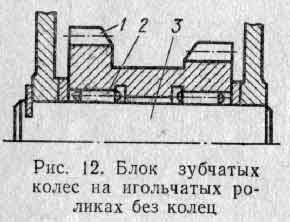 1
2
3
Рис. 12. Блок зубчатых
колес на игольчатых ро-
ликах без колец